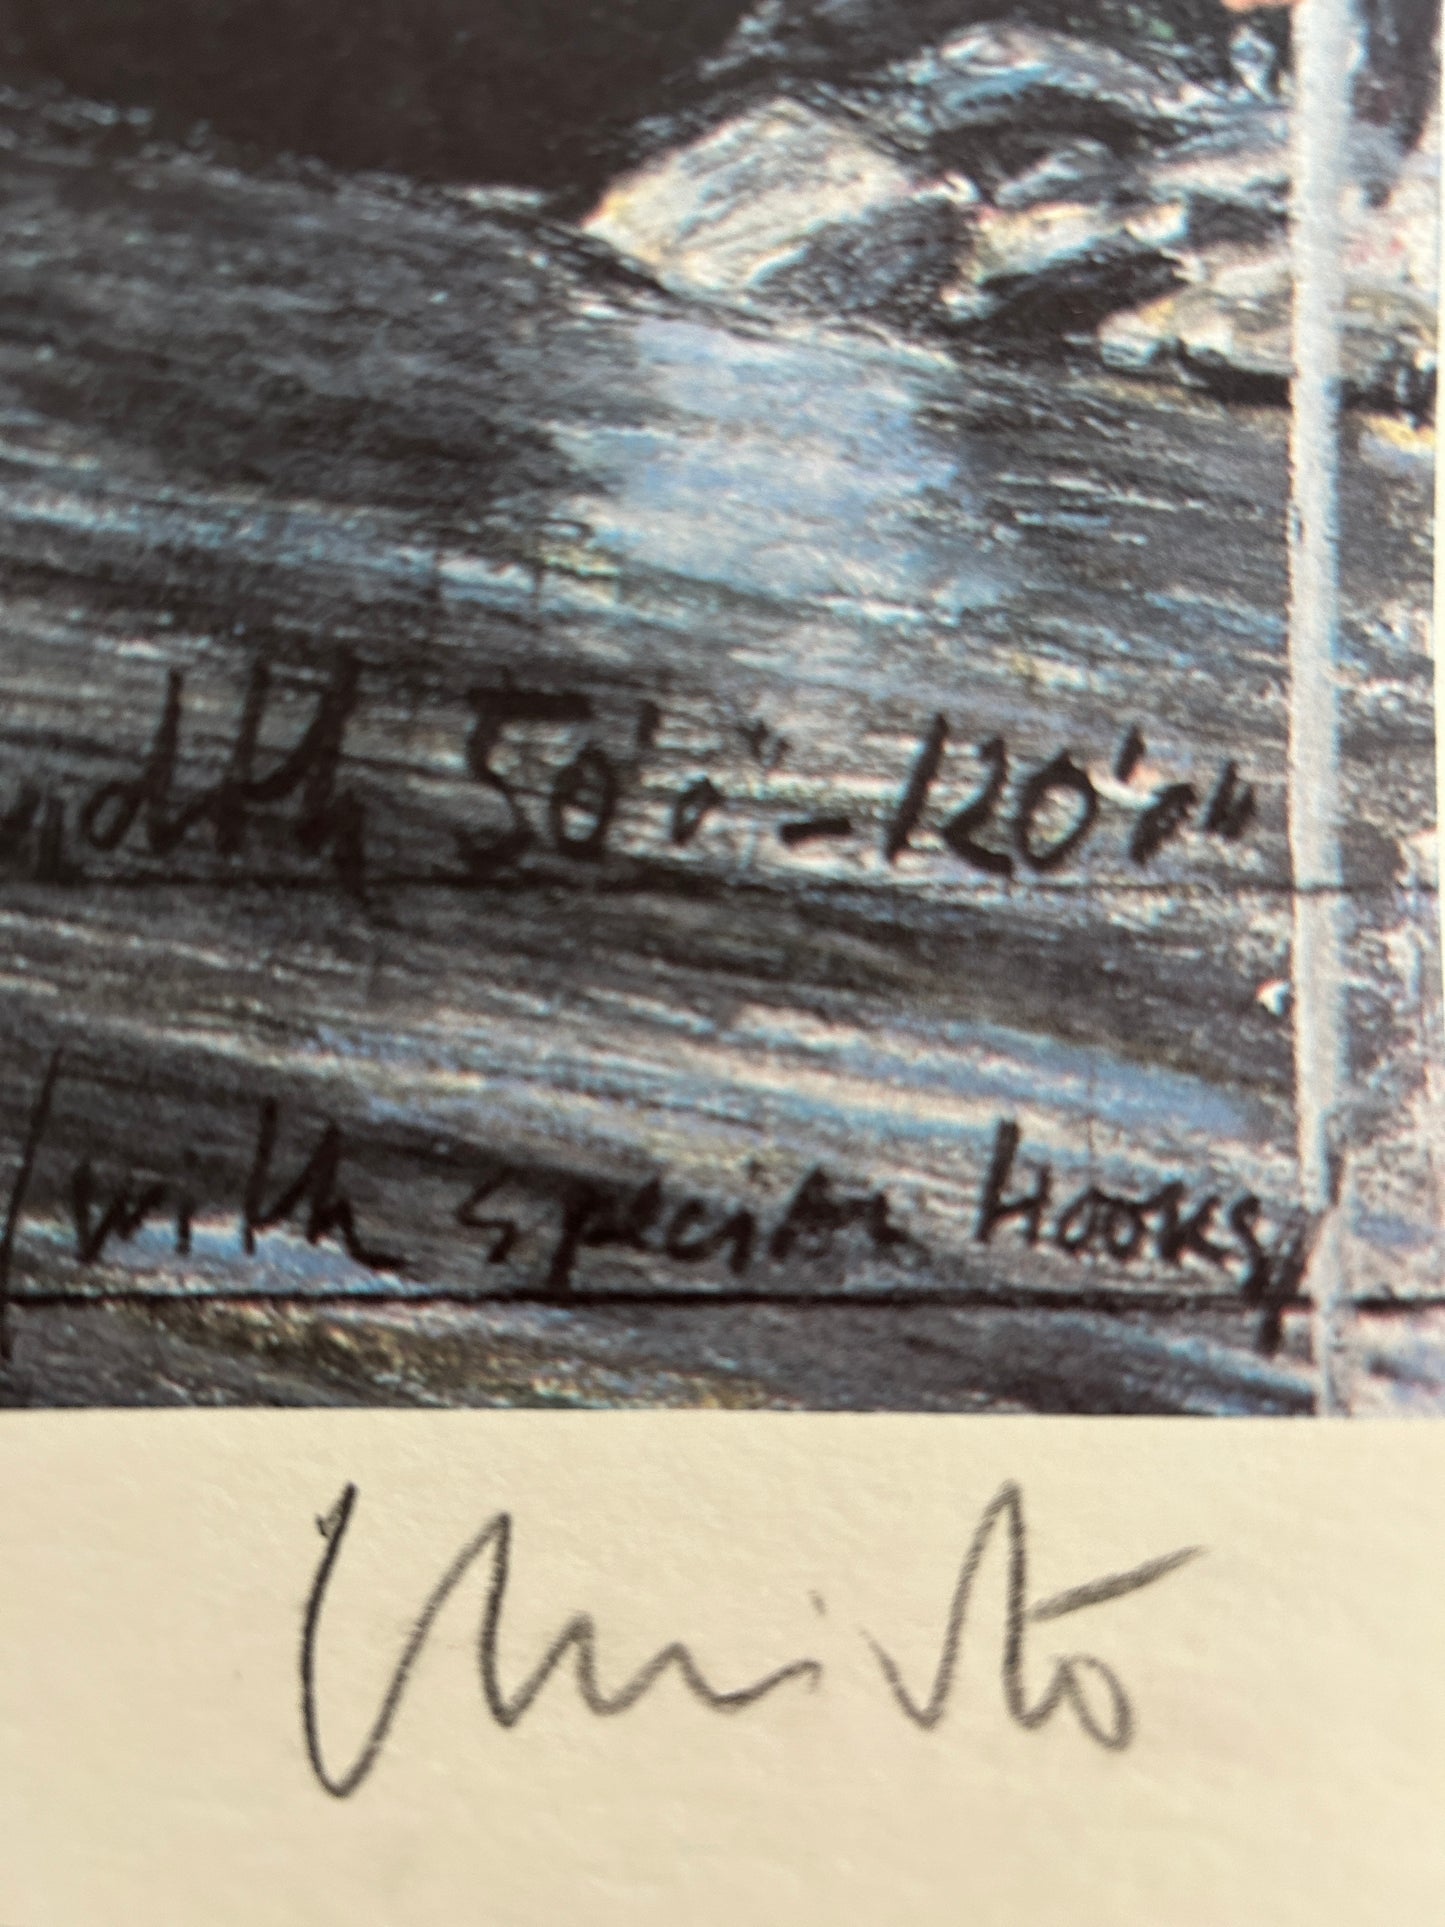 width 50'0" - 120'0"
/ with special hooks,
Christo